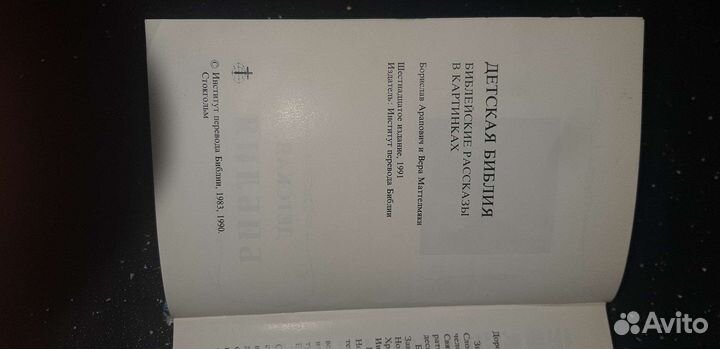 ДЕТСКАЯ БИБЛИЯ
БИБЛЕЙСКИЕ РАССКАЗЫ
В КАРТИНКАХ
Борислав Арапович и Вера Маттелмяки
Шестнадцатое издание, 1991
Издатель: Институт перевода Библии
© Институт перевода Библии, 1983, 1990.
Стокгольм
Avito